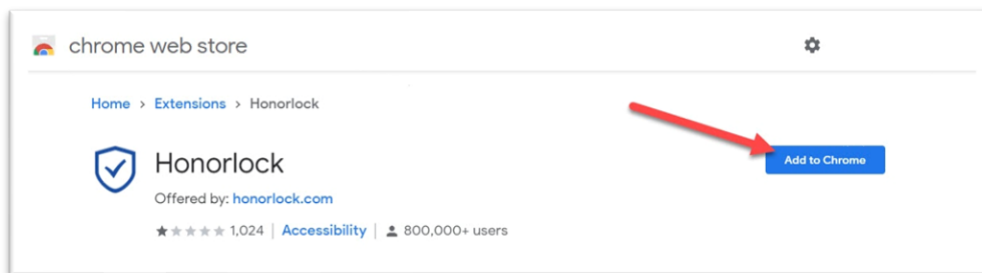 chrome web store
Home > Extensions > Honorlock
Honorlock
Add to Chrome
Offered by: honorlock.com
1,024 | Accessibility | 800,000+ users